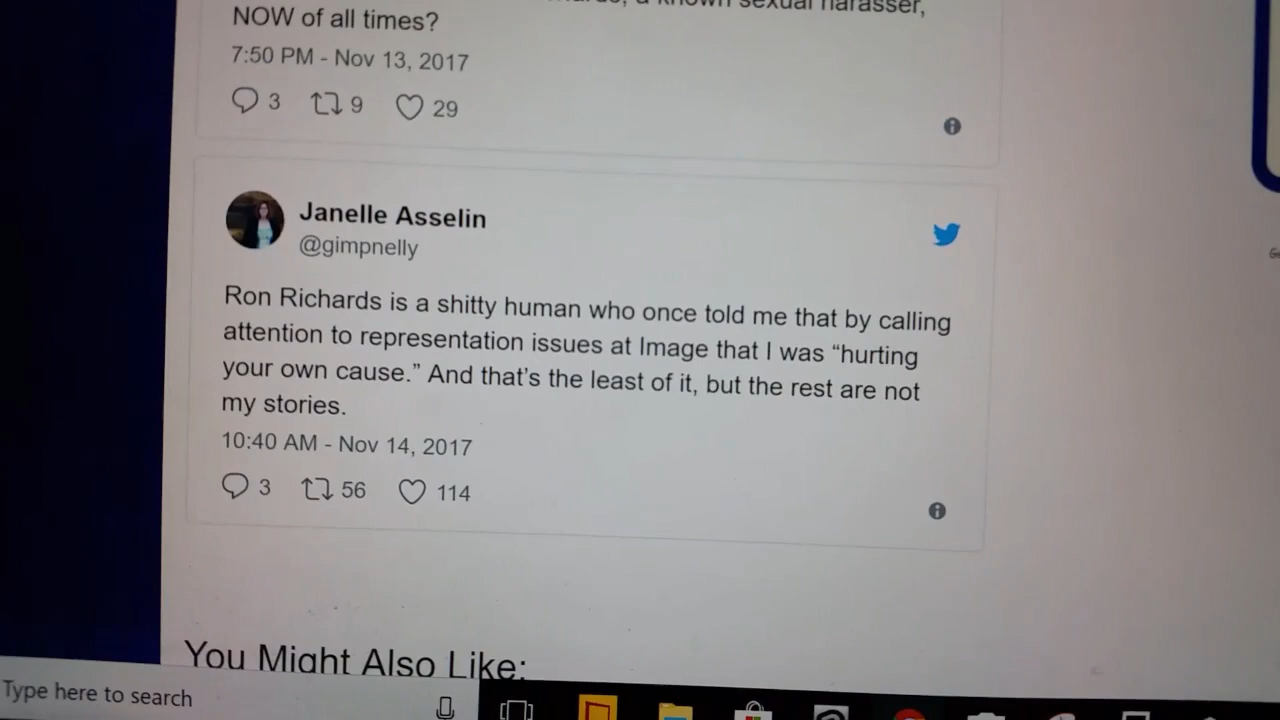 a known sexual harasser,
NOW of all times?
7:50 PM - Nov 13, 2017
3 9 29
Janelle Asselin
@gimpnelly
Ron Richards is a shitty human who once told me that by calling
attention to representation issues at Image that I was “hurting
your own cause.” And that’s the least of it, but the rest are not
my stories.
10:40 AM - Nov 14, 2017
3 56 114
You Might Also Like:
Type here to search